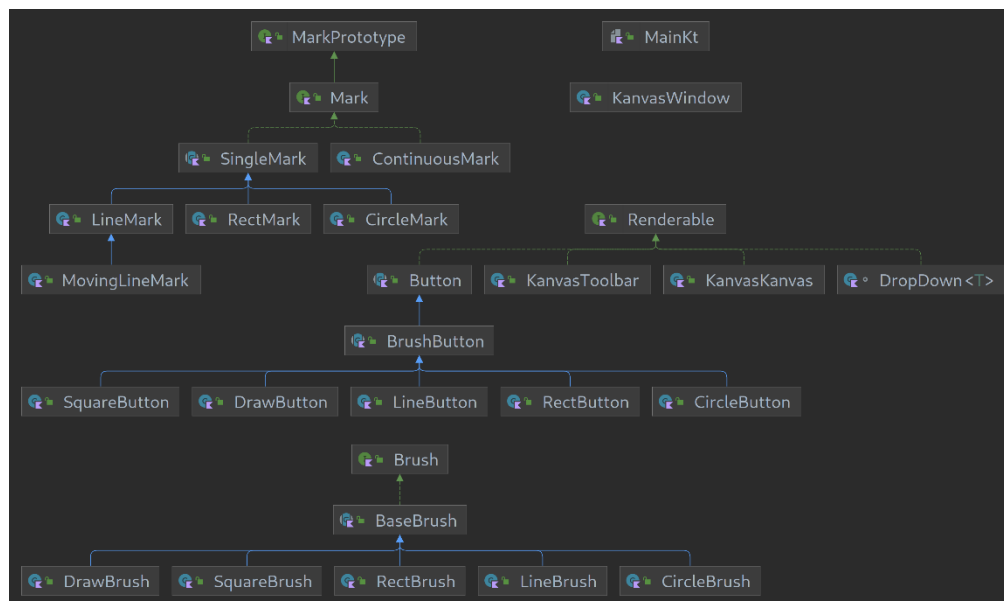 MarkPrototype
MainKt
Mark
KanvasWindow
SingleMark
ContinuousMark
LineMark
RectMark
CircleMark
Renderable
MovingLineMark
Button
KanvasToolbar
KanvasKanvas
DropDown<T>
BrushButton
SquareButton
DrawButton
LineButton
RectButton
CircleButton
Brush
BaseBrush
DrawBrush
SquareBrush
RectBrush
LineBrush
CircleBrush